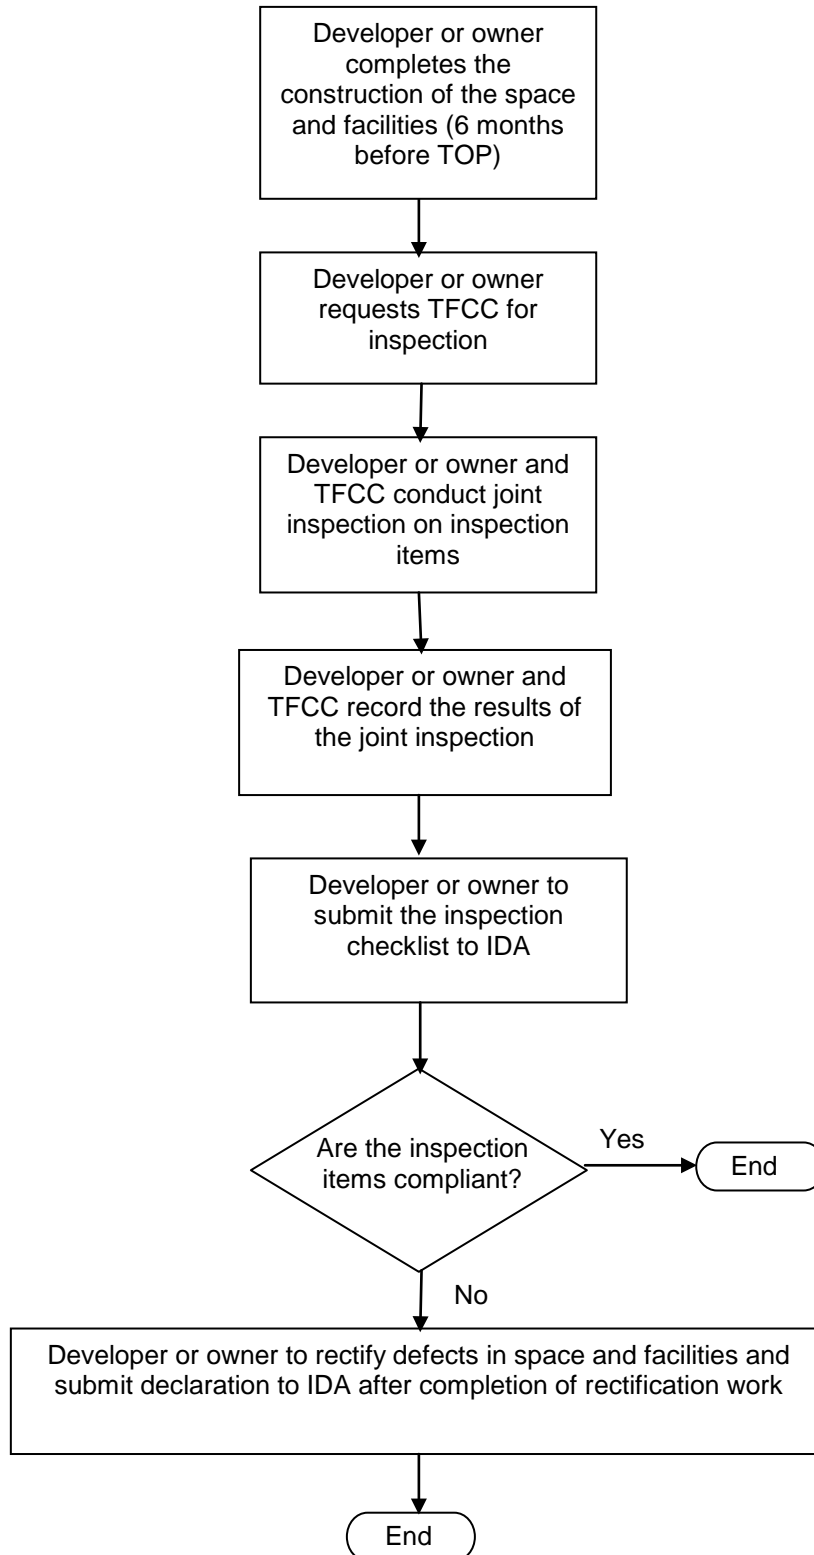 Developer or owner
completes the
construction of the space
and facilities (6 months
before TOP)
Developer or owner
requests TFCC for
inspection
Developer or owner and
TFCC conduct joint
inspection on inspection
items
Developer or owner and
TFCC record the results of
the joint inspection
Developer or owner to
submit the inspection
checklist to IDA
Are the inspection
items compliant?
Yes
End
No
Developer or owner to rectify defects in space and facilities and
submit declaration to IDA after completion of rectification work
End